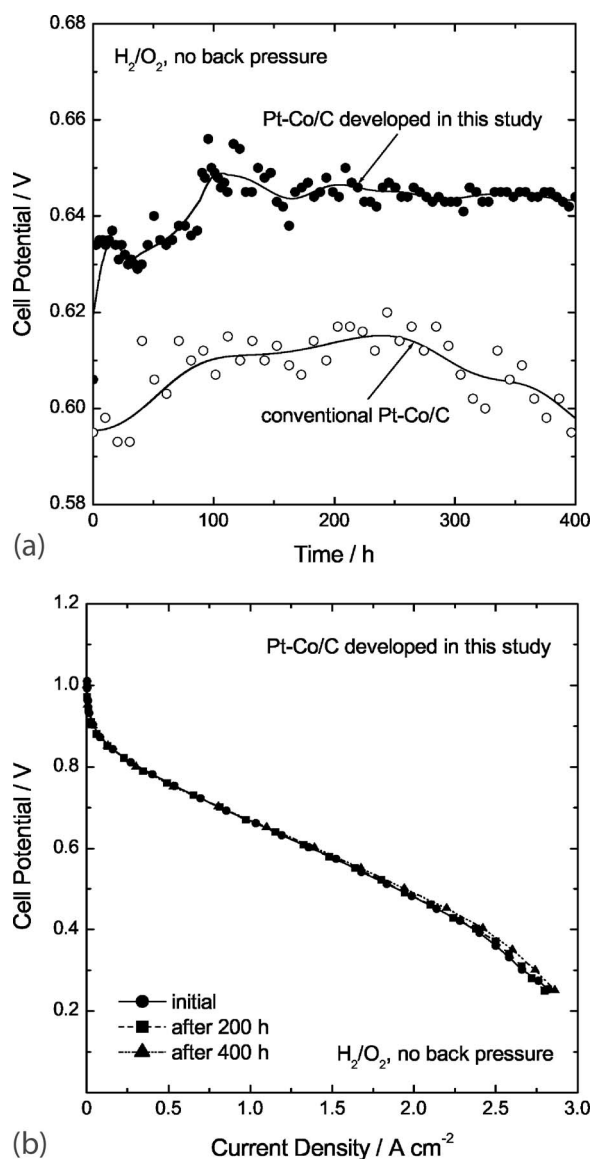 0.68
H₂/O₂, no back pressure
Pt-Co/C developed in this study
0.66
0.64
Cell Potential / V
0.62
0.60
conventional Pt-Co/C
0.58
0 100 200 300 400
(a)
Time / h
1.2
Pt-Co/C developed in this study
1.0
0.8
Cell Potential / V
0.6
0.4
initial
0.2
after 200 h
after 400 h
H₂/O₂, no back pressure
0.0 0.5 1.0 1.5 2.0 2.5 3.0
(b)
Current Density / A cm⁻²